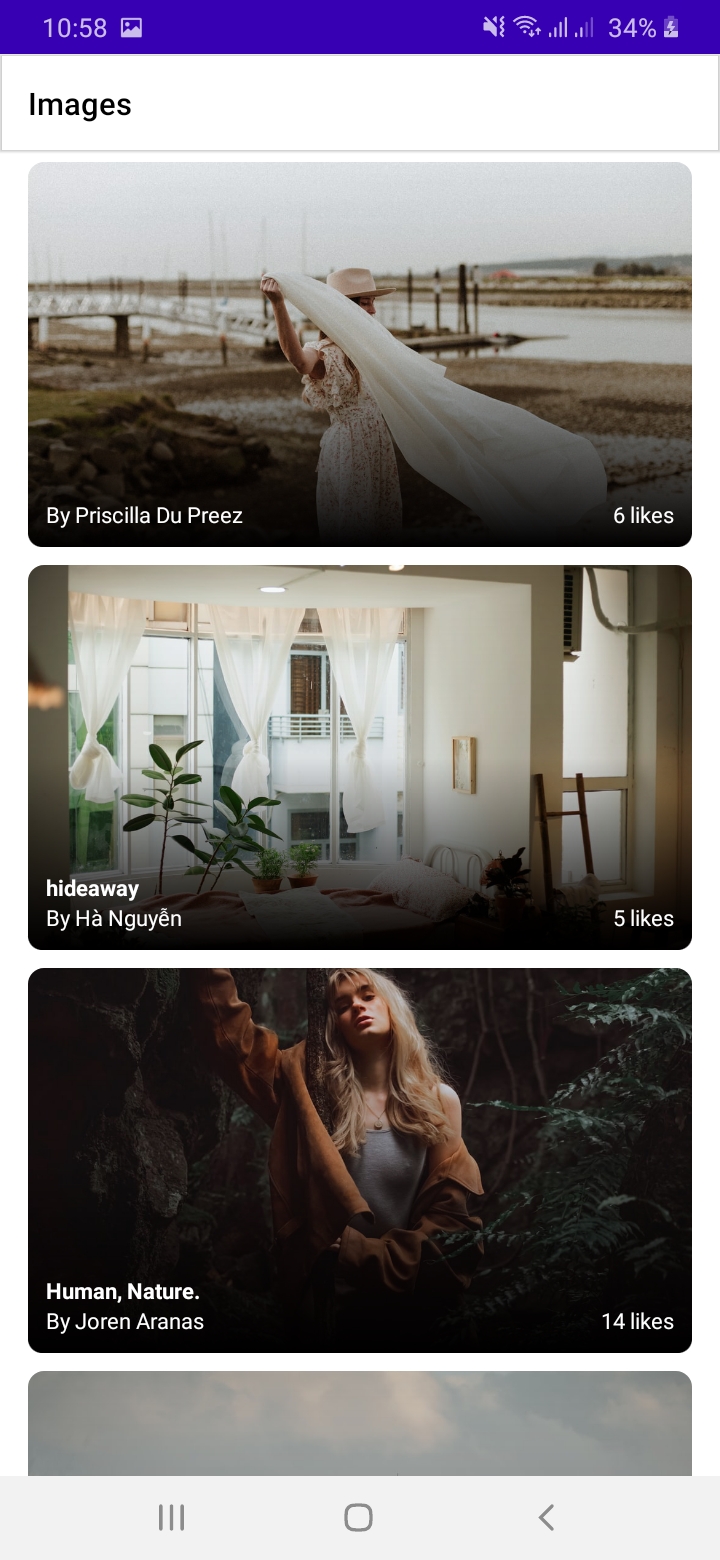 10:58
34%
Images
By Priscilla Du Preez
6 likes
hideaway
By Hà Nguyễn
5 likes
Human, Nature.
By Joren Aranas
14 likes